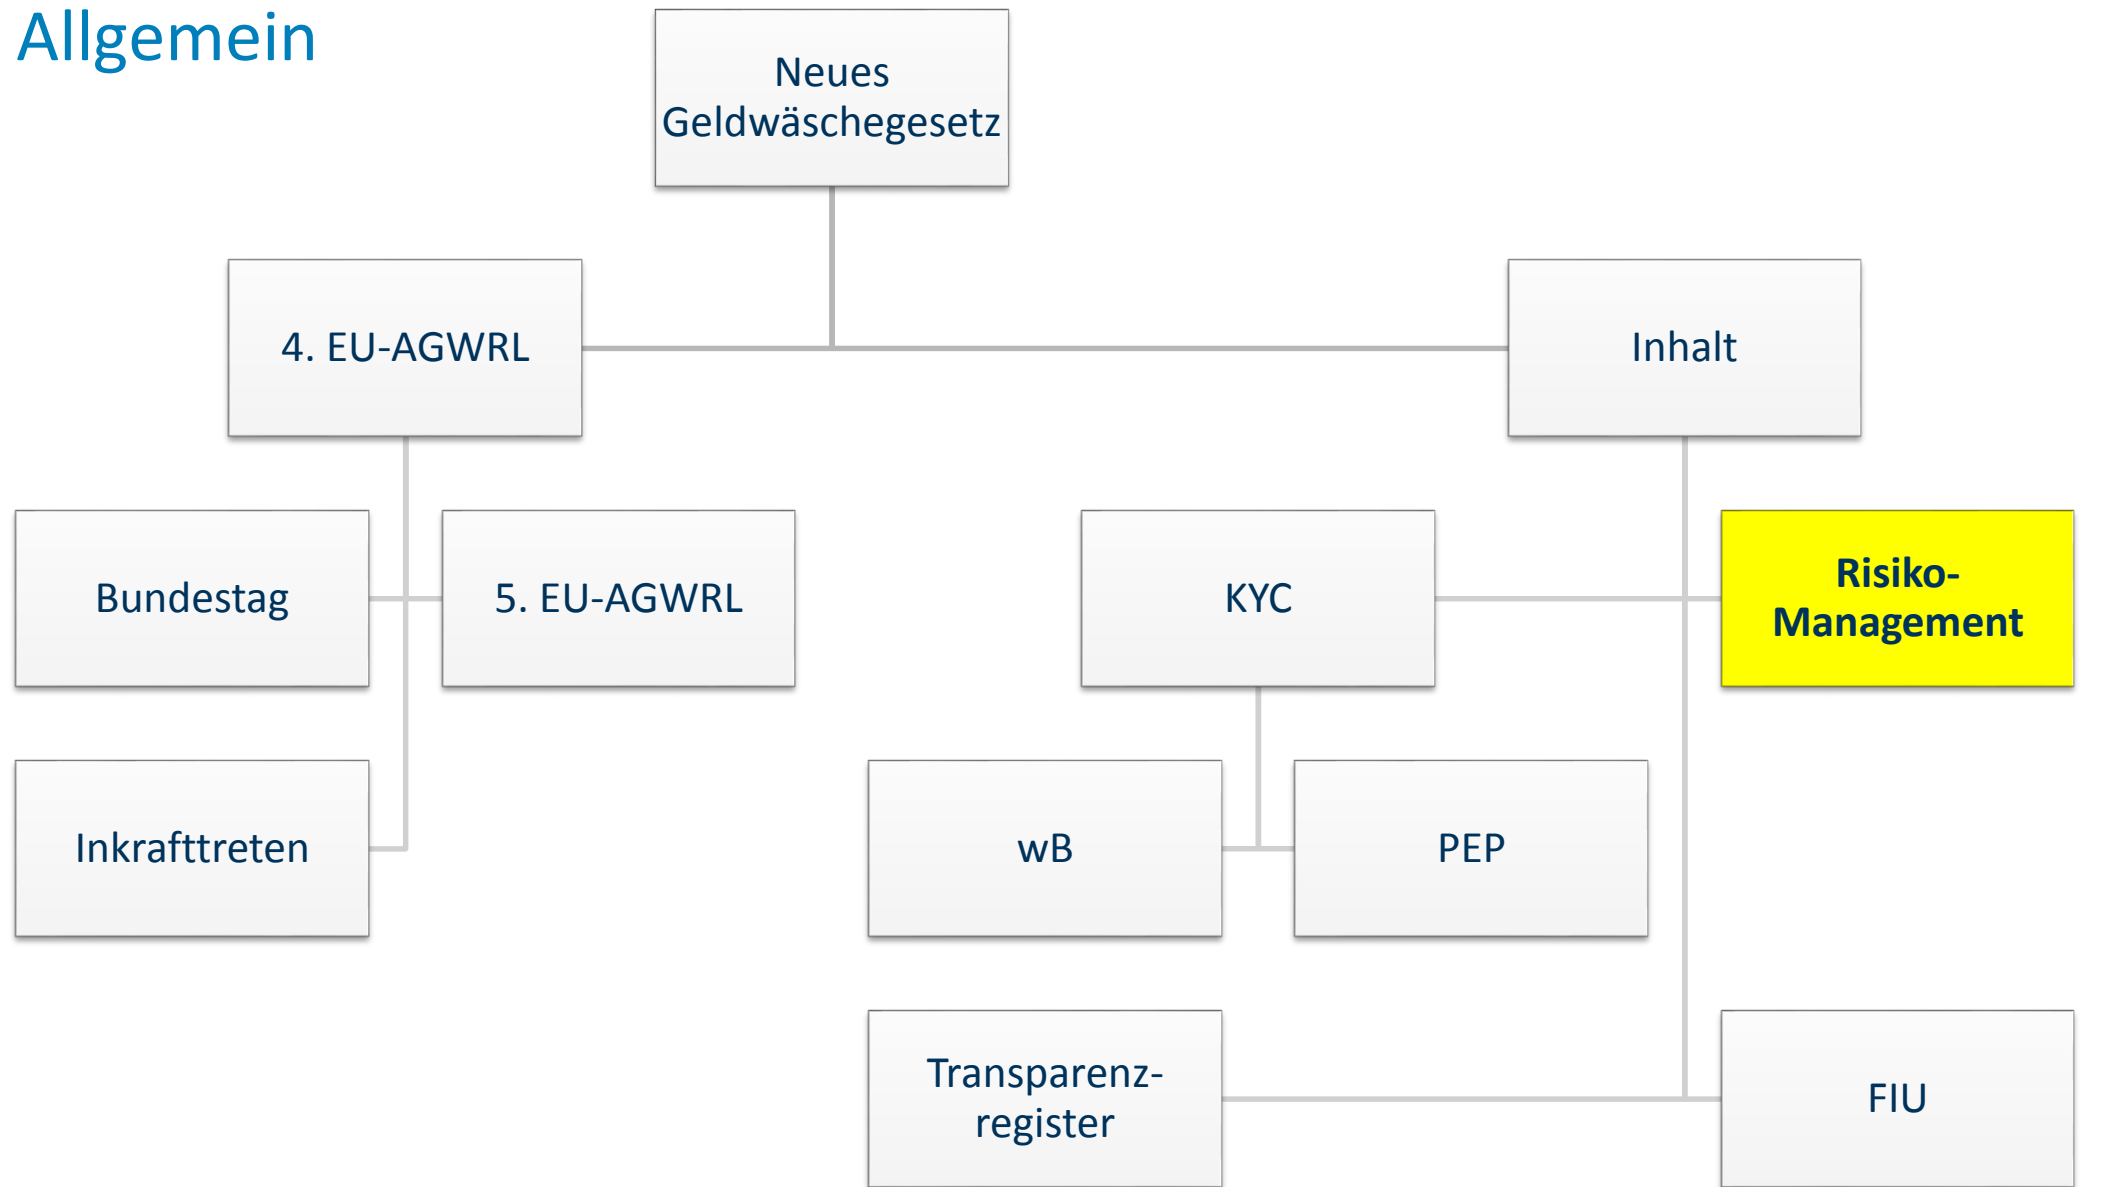 Allgemein
Neues
Geldwäschegesetz
4. EU-AGWRL
Inhalt
Bundestag
5. EU-AGWRL
KYC
Risiko-
Management
Inkrafttreten
wB
PEP
Transparenz-
register
FIU